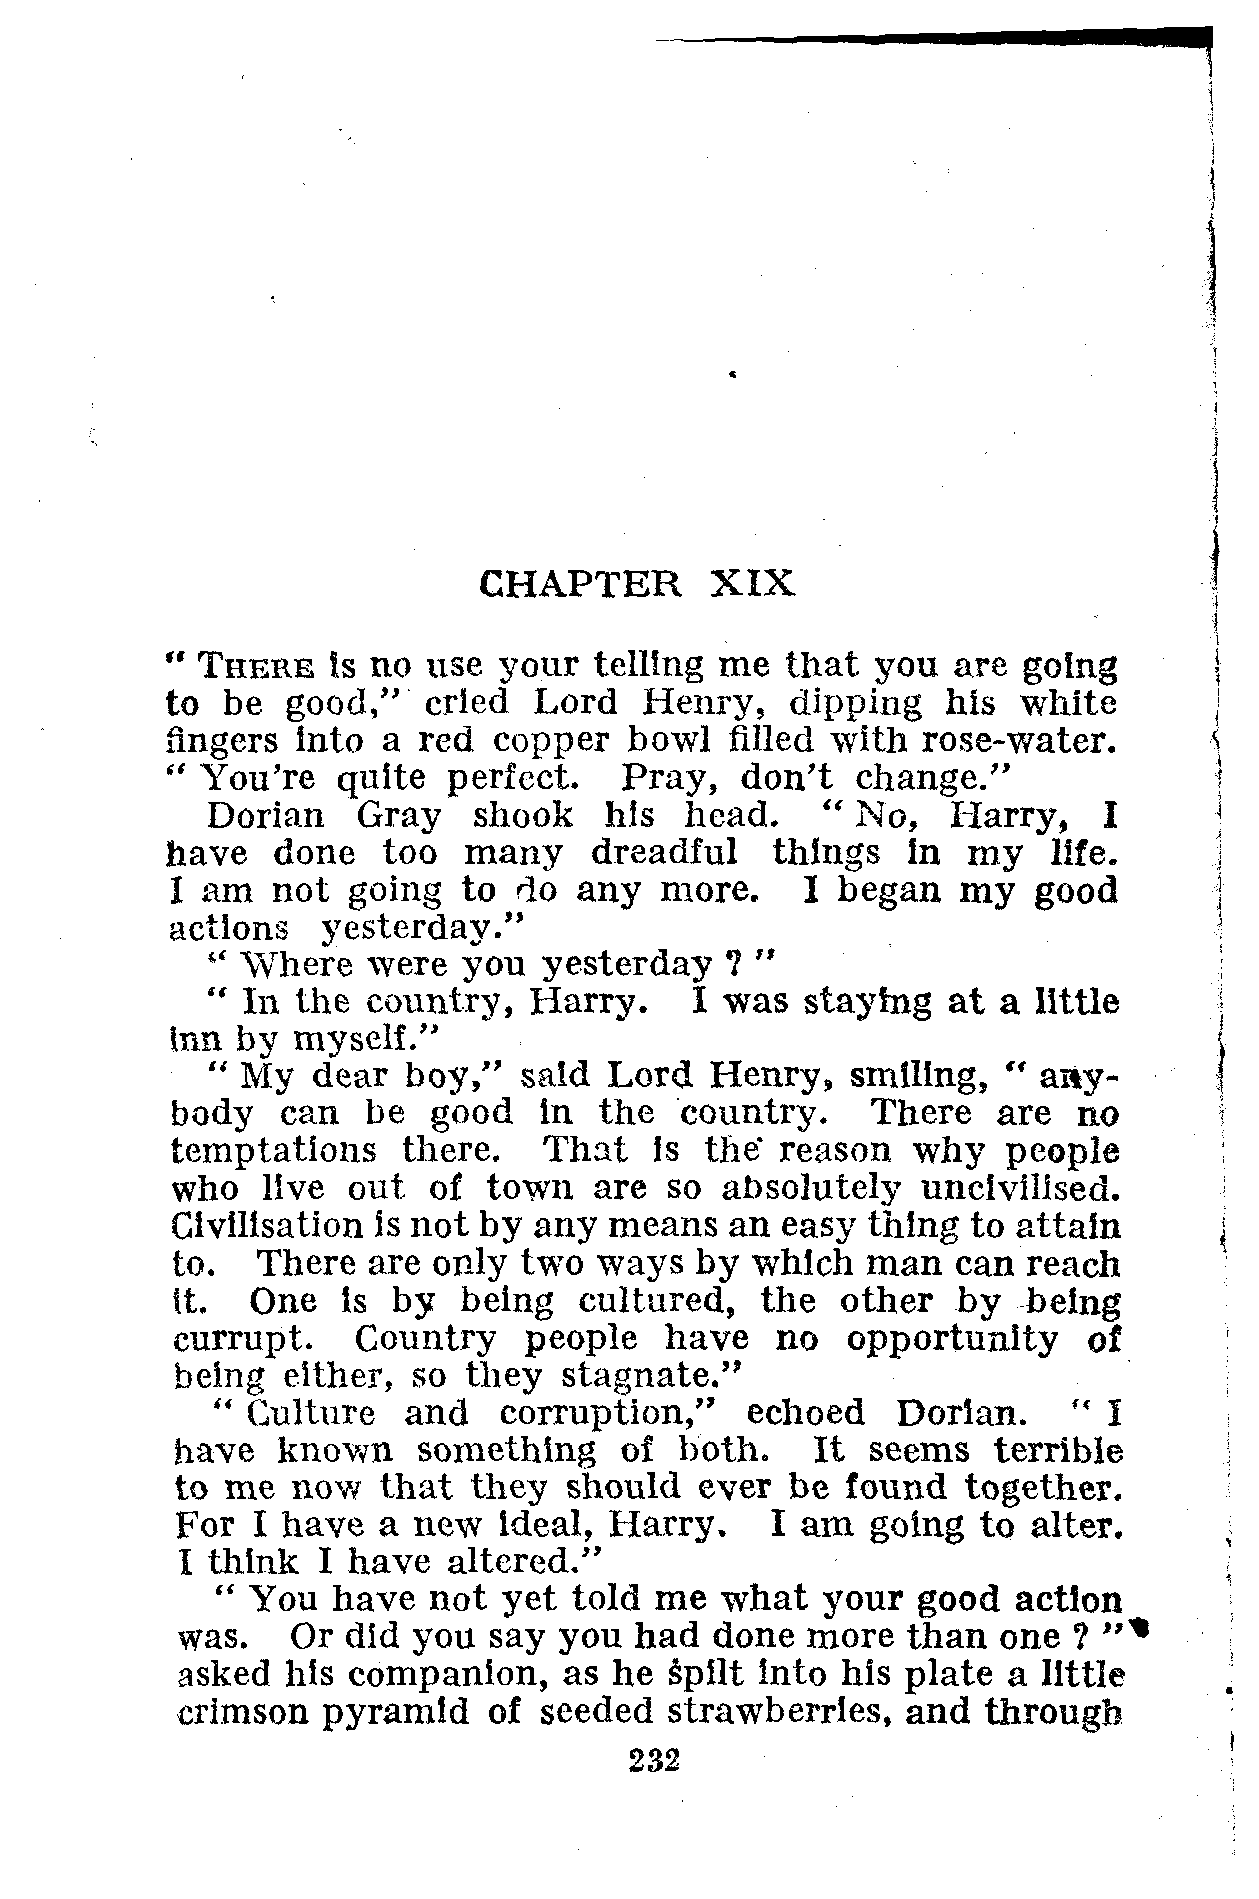 CHAPTER XIX
“ THERE is no use your telling me that you are going
to be good,” cried Lord Henry, dipping his white
fingers into a red copper bowl filled with rose-water.
“ You're quite perfect. Pray, don't change.”
Dorian Gray shook his head. “ No, Harry, I
have done too many dreadful things in my life.
I am not going to do any more. I began my good
actions yesterday.”
“ Where were you yesterday ? ”
“ In the country, Harry. I was staying at a little
inn by myself.”
“ My dear boy,” said Lord Henry, smiling, “ any-
body can be good in the country. There are no
temptations there. That is the reason why people
who live out of town are so absolutely uncivilised.
Civilisation is not by any means an easy thing to attain
to. There are only two ways by which man can reach
it. One is by being cultured, the other by being
currupt. Country people have no opportunity of
being either, so they stagnate.”
“ Culture and corruption,” echoed Dorian. “ I
have known something of both. It seems terrible
to me now that they should ever be found together.
For I have a new ideal, Harry. I am going to alter.
I think I have altered.”
“ You have not yet told me what your good action
was. Or did you say you had done more than one ? ”
asked his companion, as he spilt into his plate a little
crimson pyramid of seeded strawberries, and through
232